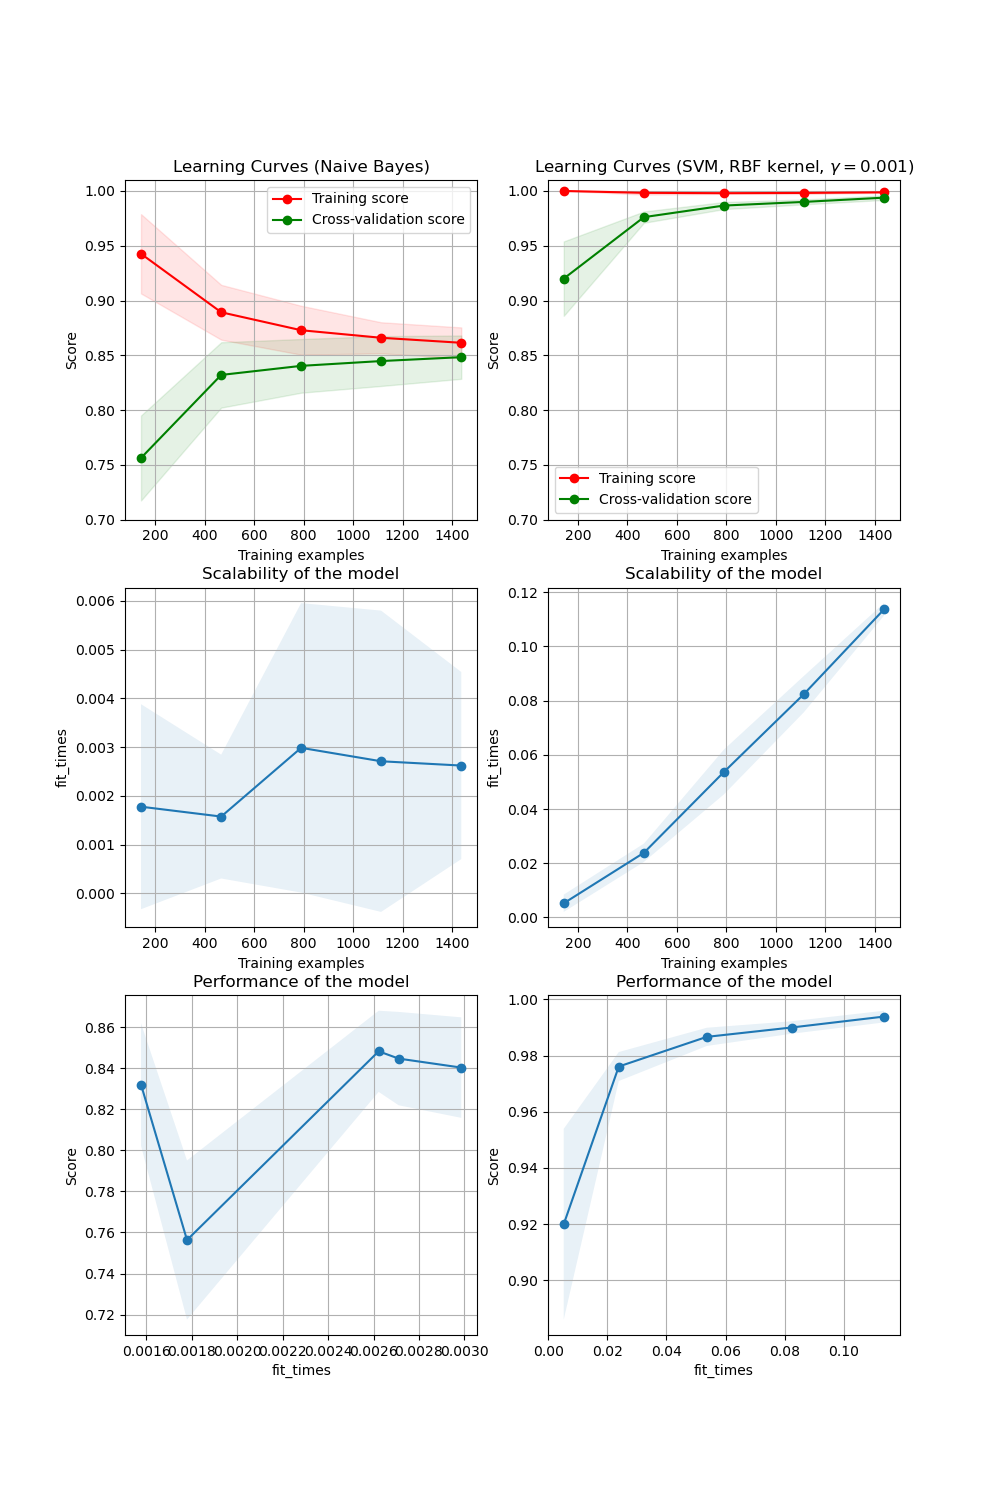 Learning Curves (Naive Bayes)
1.00
0.95
0.90
0.85
0.80
0.75
0.70
Score
Training score
Cross-validation score
200 400 600 800 1000 1200 1400
Training examples
Learning Curves (SVM, RBF kernel, γ = 0.001)
1.00
0.95
0.90
0.85
0.80
0.75
0.70
Score
Training score
Cross-validation score
200 400 600 800 1000 1200 1400
Training examples
Scalability of the model
0.006
0.005
0.004
0.003
0.002
0.001
0.000
fit_times
200 400 600 800 1000 1200 1400
Training examples
Scalability of the model
0.12
0.10
0.08
0.06
0.04
0.02
0.00
fit_times
200 400 600 800 1000 1200 1400
Training examples
Performance of the model
0.86
0.84
0.82
0.80
0.78
0.76
0.74
0.72
Score
0.0016 0.0018 0.0020 0.0022 0.0024 0.0026 0.0028 0.0030
fit_times
Performance of the model
1.00
0.98
0.96
0.94
0.92
0.90
Score
0.00 0.02 0.04 0.06 0.08 0.10
fit_times